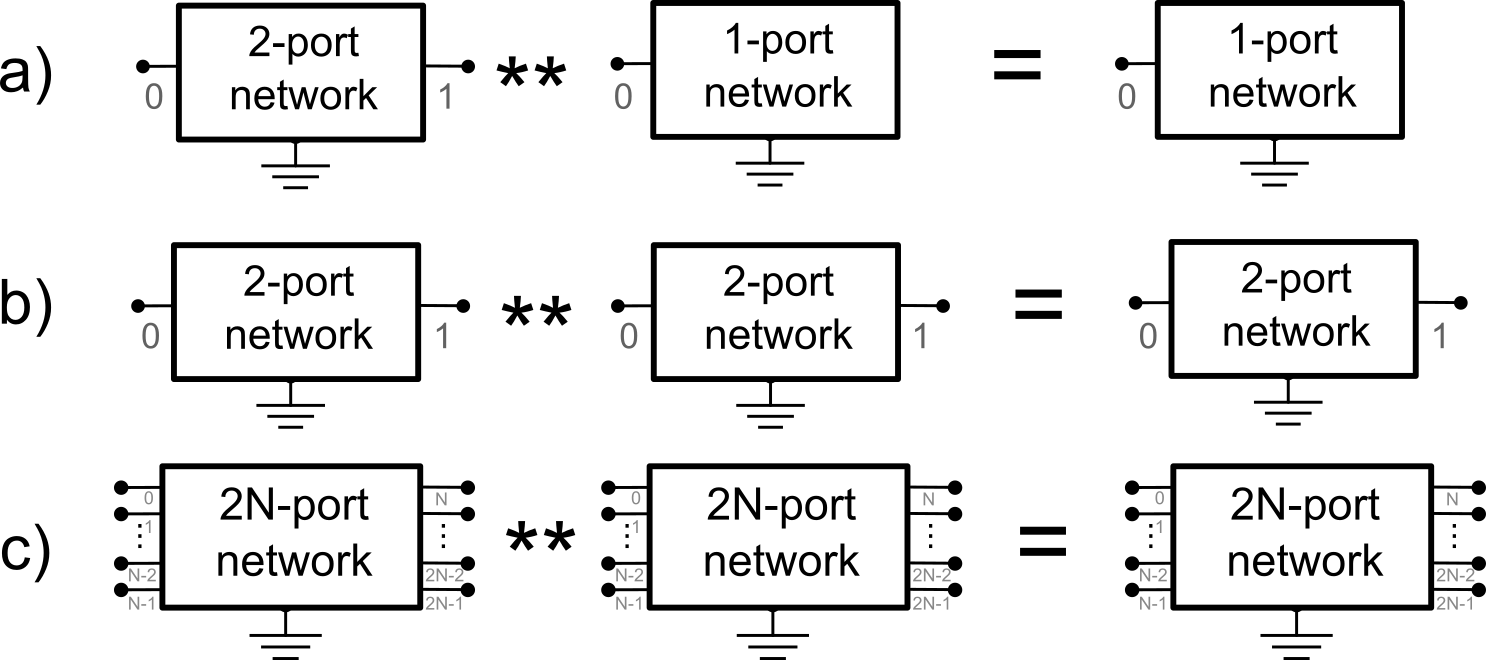 a) 2-port network 0 1 ** 1-port network 0 = 1-port network 0
b) 2-port network 0 1 ** 2-port network 0 1 = 2-port network 0 1
c) 2N-port network 0 1 ⋮ N-2 N-1 N ⋮ 2N-2 2N-1 ** 2N-port network 0 1 ⋮ N-2 N-1 N ⋮ 2N-2 2N-1 = 2N-port network 0 1 ⋮ N-2 N-1 N ⋮ 2N-2 2N-1